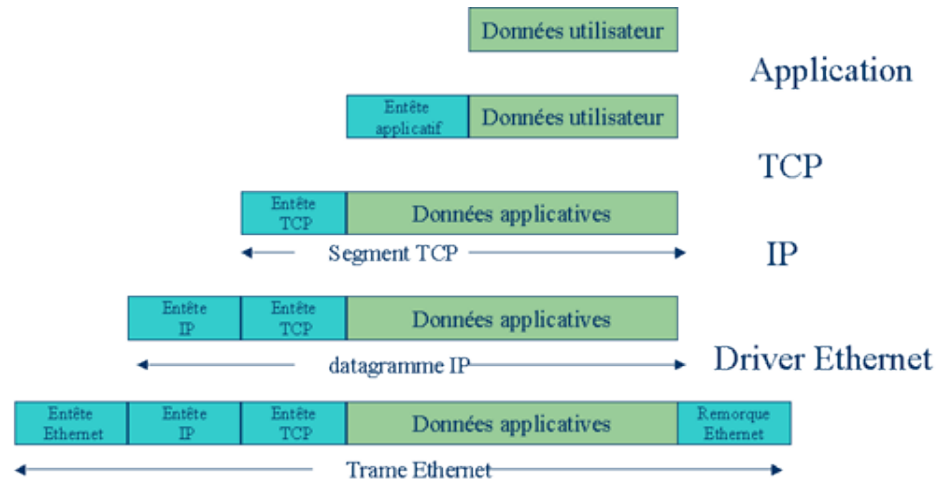 Données utilisateur
Application
Entête
applicatif
Données utilisateur
TCP
Entête
TCP
Données applicatives
Segment TCP
IP
Entête
IP
Entête
TCP
Données applicatives
datagramme IP
Driver Ethernet
Entête
Ethernet
Entête
IP
Entête
TCP
Données applicatives
Remorque
Ethernet
Trame Ethernet